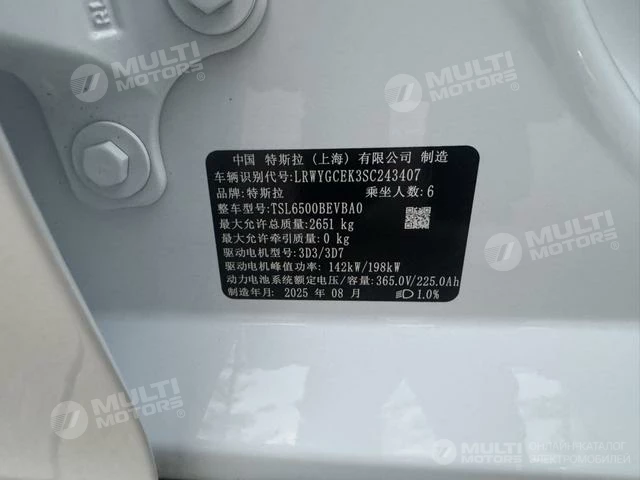 MULTI
MOTORS
MULTI
MOTORS
中国 特斯拉 (上海) 有限公司 制造
车辆识别代号:LRWYGCEK3SC243407
品牌:特斯拉 乘坐人数:6
整车型号:TSL6500BEVBA0
最大允许总质量:2651 kg
最大允许牵引质量:0 kg
驱动电机型号:3D3/3D7
驱动电机峰值功率:142kW/198kW
动力电池系统额定电压/容量:365.0V/225.0Ah
制造年月: 2025 年 08 月 1.0%
MULTI
MOTORS
MULTI
MOTORS
ОНЛАЙН-КАТАЛОГ
ЭЛЕКТРОМОБИЛЕЙ